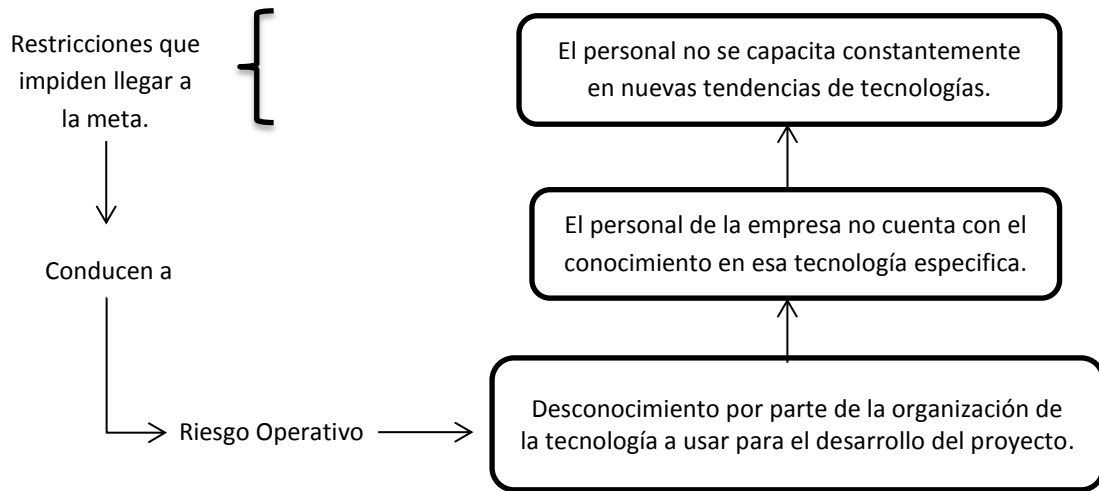 Restricciones que
impiden llegar a
la meta.
Conducen a
Riesgo Operativo
El personal no se capacita constantemente
en nuevas tendencias de tecnologías.
El personal de la empresa no cuenta con el
conocimiento en esa tecnología especifica.
Desconocimiento por parte de la organización de
la tecnología a usar para el desarrollo del proyecto.